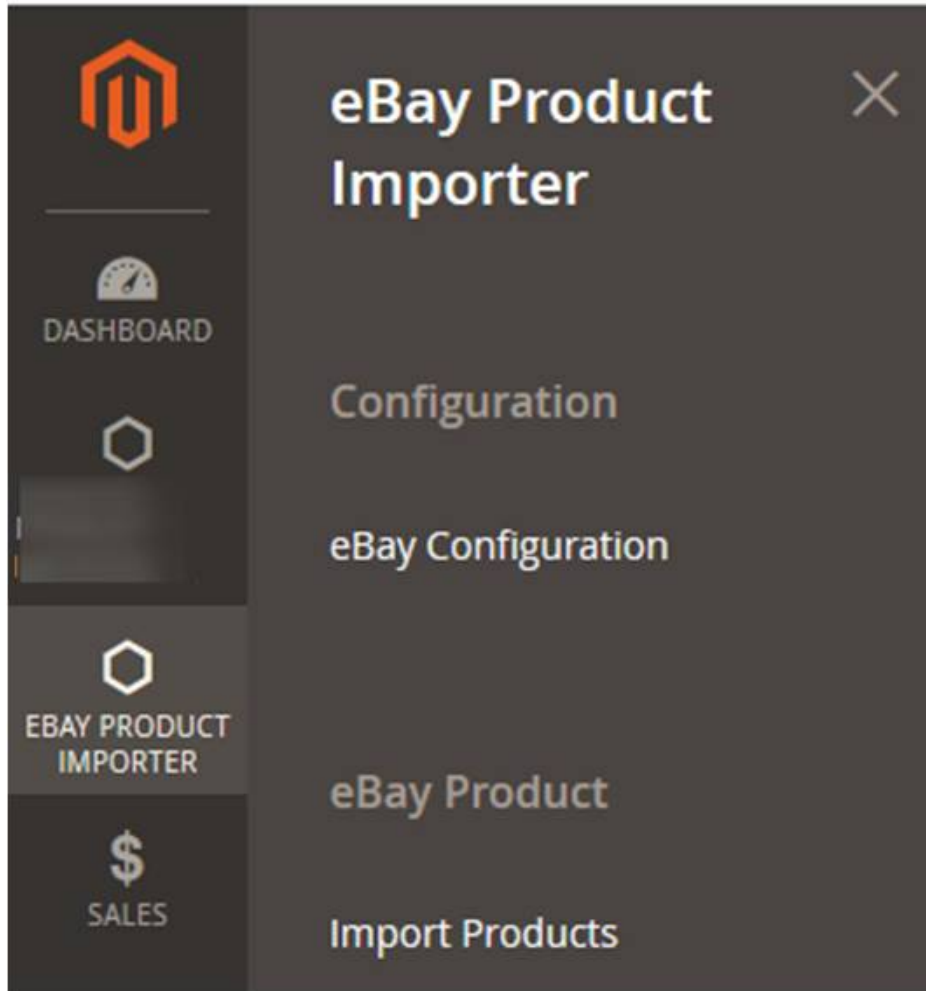 DASHBOARD
EBAY PRODUCT
IMPORTER
$
SALES
eBay Product
Importer
Configuration
eBay Configuration
eBay Product
Import Products